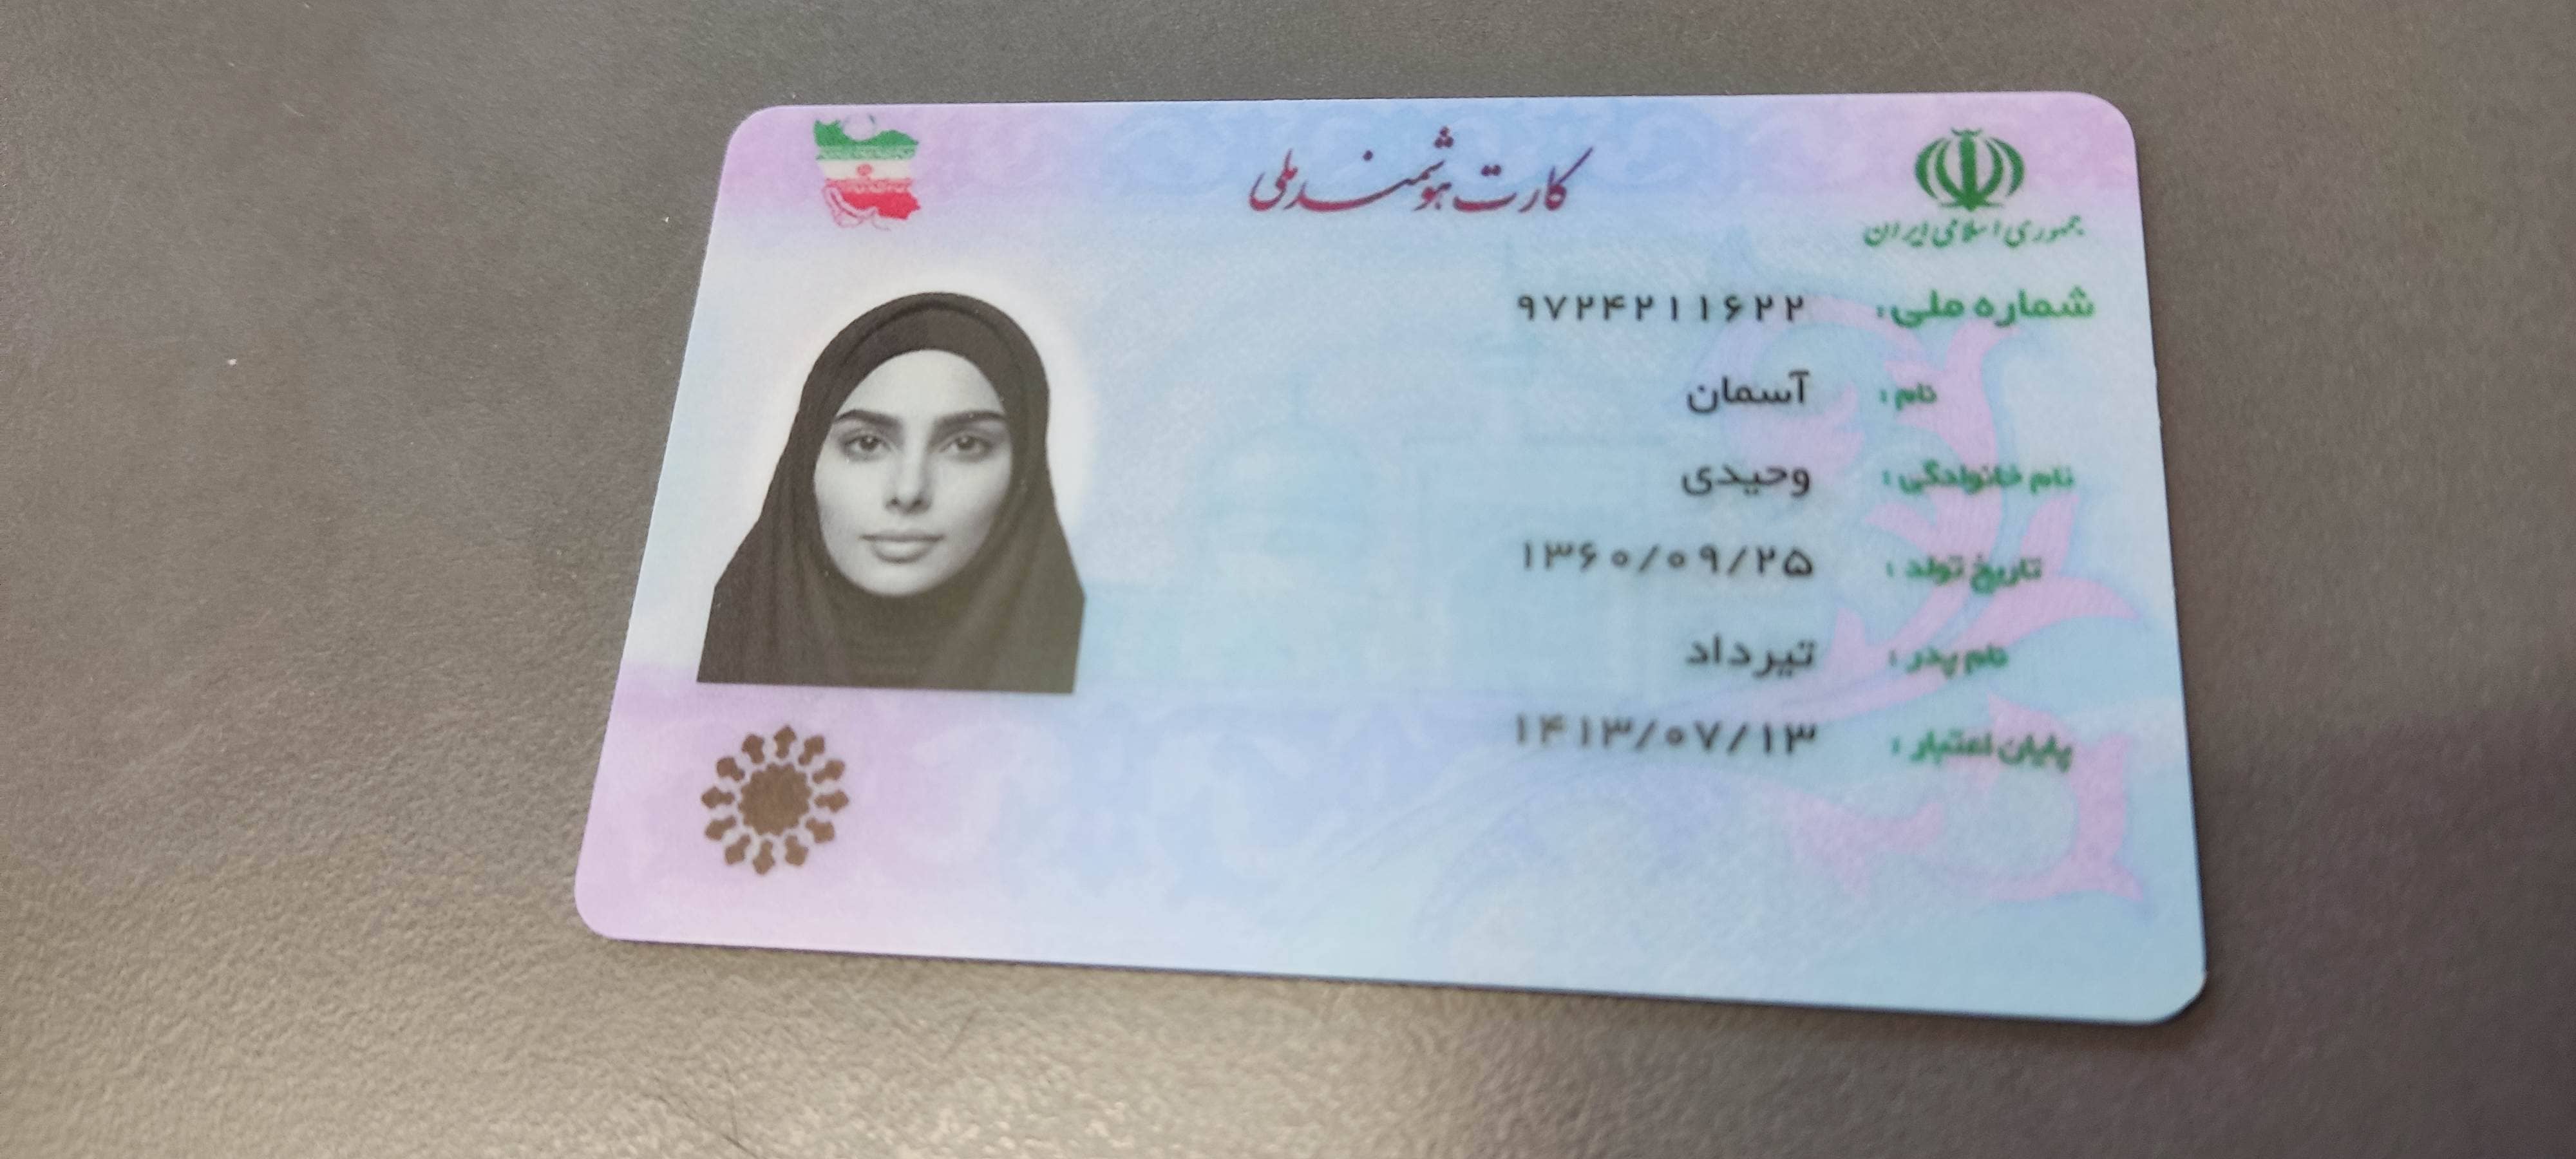 کارت هوشمند ملی
جمهوری اسلامی ایران
شماره ملی: ۹۷۲۴۲۱۱۶۲۲
نام: آسمان
نام خانوادگی: وحیدی
تاریخ تولد: ۱۳۶۰/۰۹/۲۵
نام پدر: تیرداد
پایان اعتبار: ۱۴۱۳/۰۷/۱۳